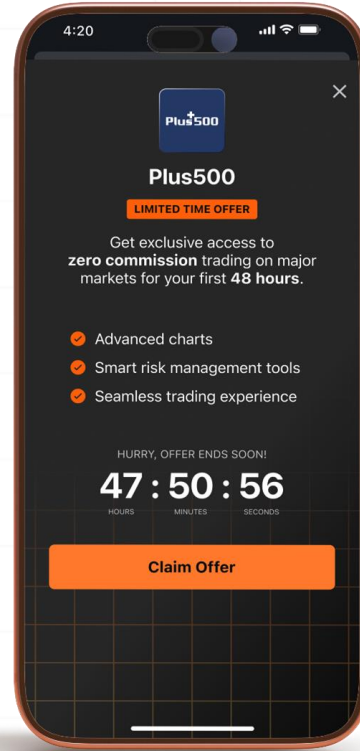 4:20
Plus500
Plus500
LIMITED TIME OFFER
Get exclusive access to
zero commission trading on major
markets for your first 48 hours.
Advanced charts
Smart risk management tools
Seamless trading experience
HURRY, OFFER ENDS SOON!
47 : 50 : 56
HOURS MINUTES SECONDS
Claim Offer